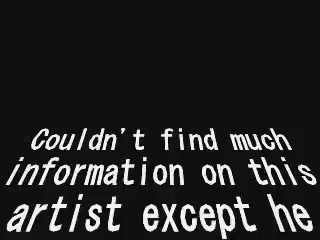 Couldn't find much
information on this
artist except he